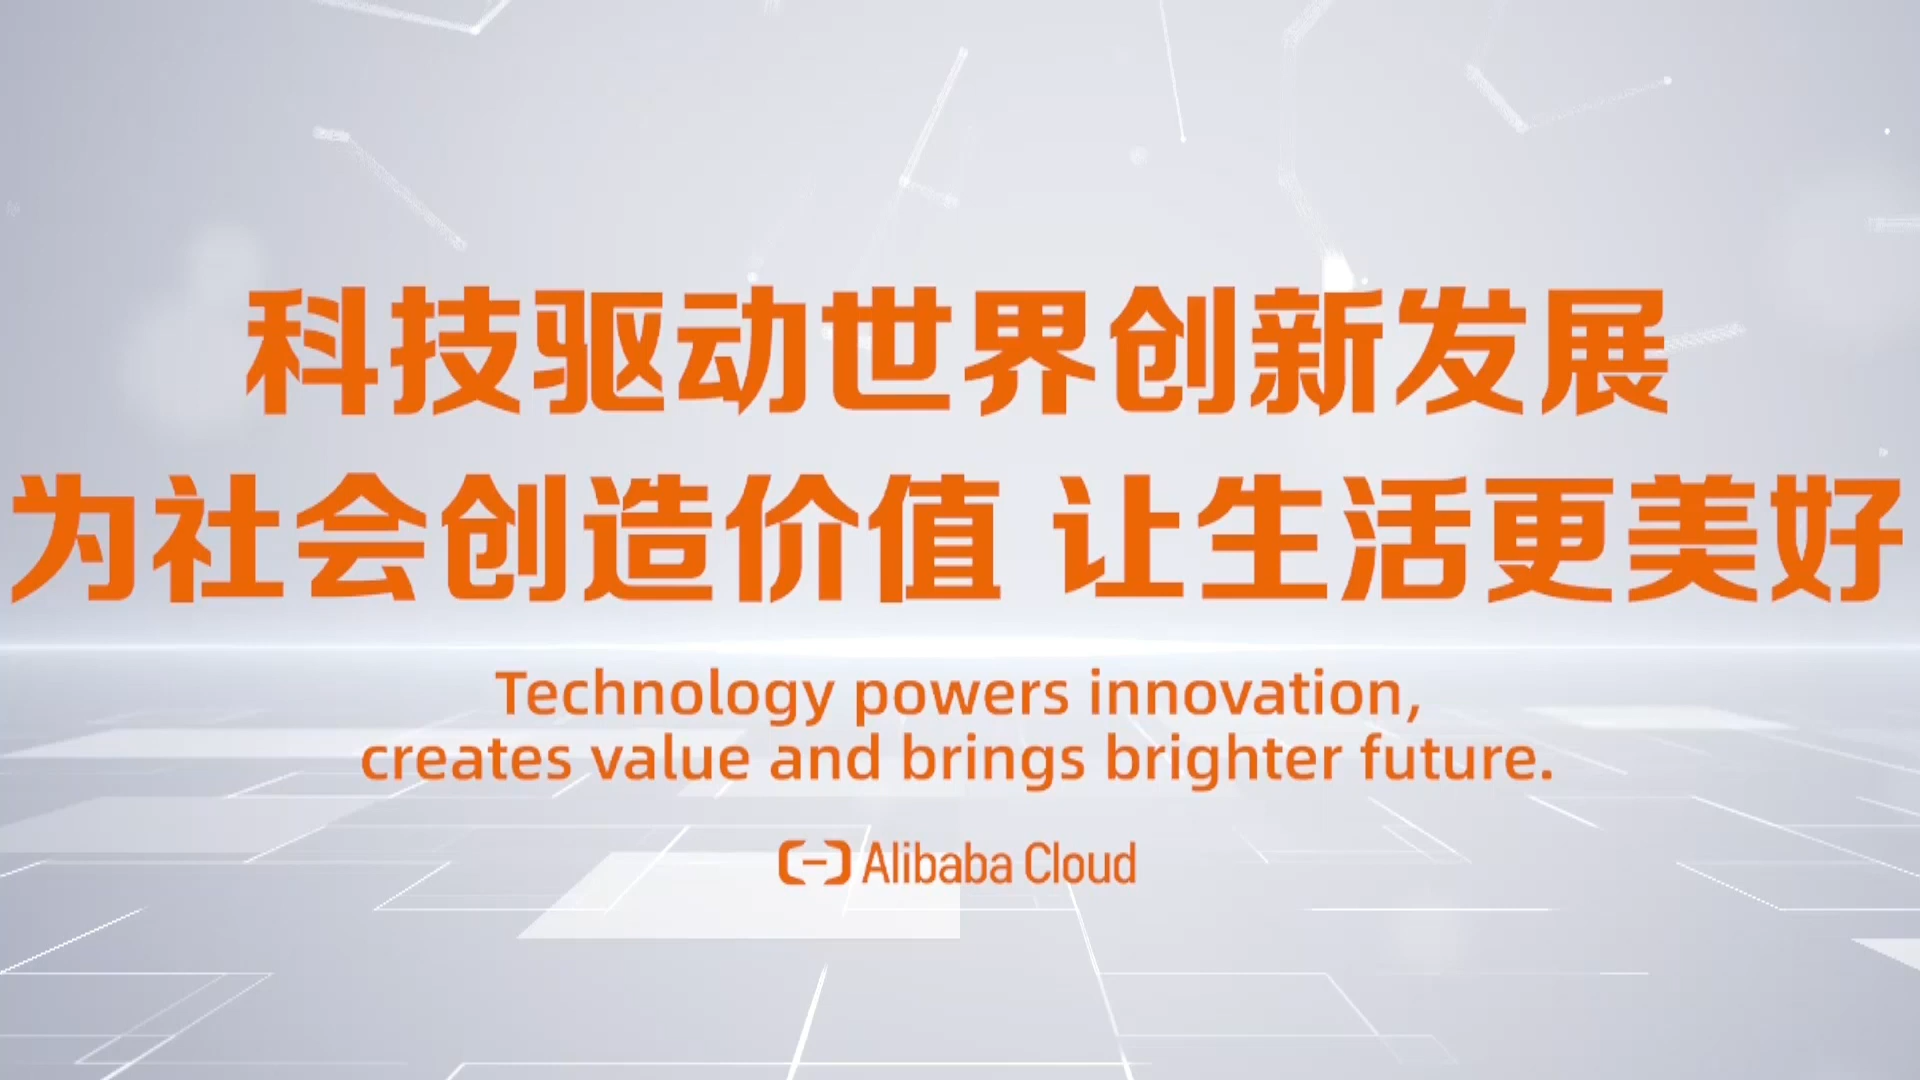 科技驱动世界创新发展
为社会创造价值 让生活更美好
Technology powers innovation,
creates value and brings brighter future.
Alibaba Cloud